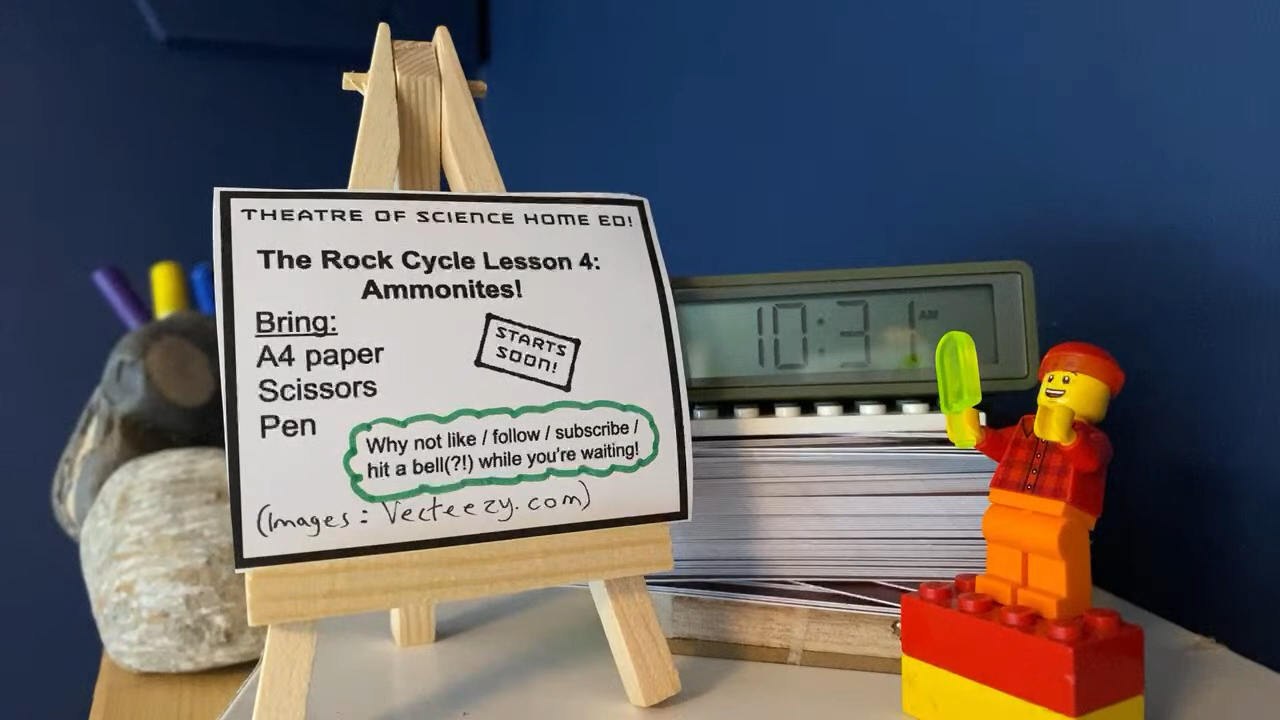 THEATRE OF SCIENCE HOME ED!
The Rock Cycle Lesson 4:
Ammonites!
Bring:
A4 paper
Scissors
Pen
STARTS
SOON!
Why not like / follow / subscribe /
hit a bell(?!) while you're waiting!
(Images : Vecteezy.com)
10:31 AM